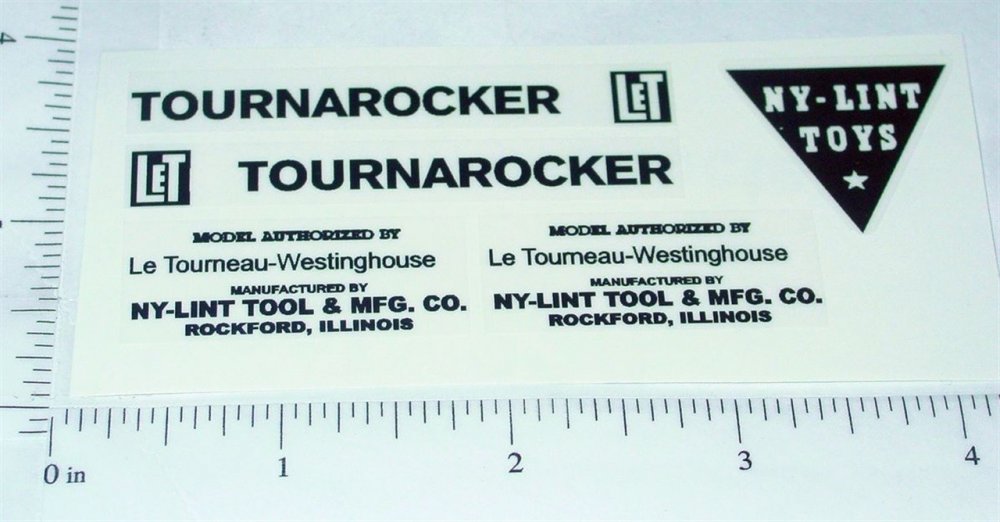 TOURNAROCKER LET
LET TOURNAROCKER
NY-LINT
TOYS
MODEL AUTHORIZED BY
Le Tourneau-Westinghouse
MANUFACTURED BY
NY-LINT TOOL & MFG. CO.
ROCKFORD, ILLINOIS
MODEL AUTHORIZED BY
Le Tourneau-Westinghouse
MANUFACTURED BY
NY-LINT TOOL & MFG. CO.
ROCKFORD, ILLINOIS
4
0 in 1 2 3 4